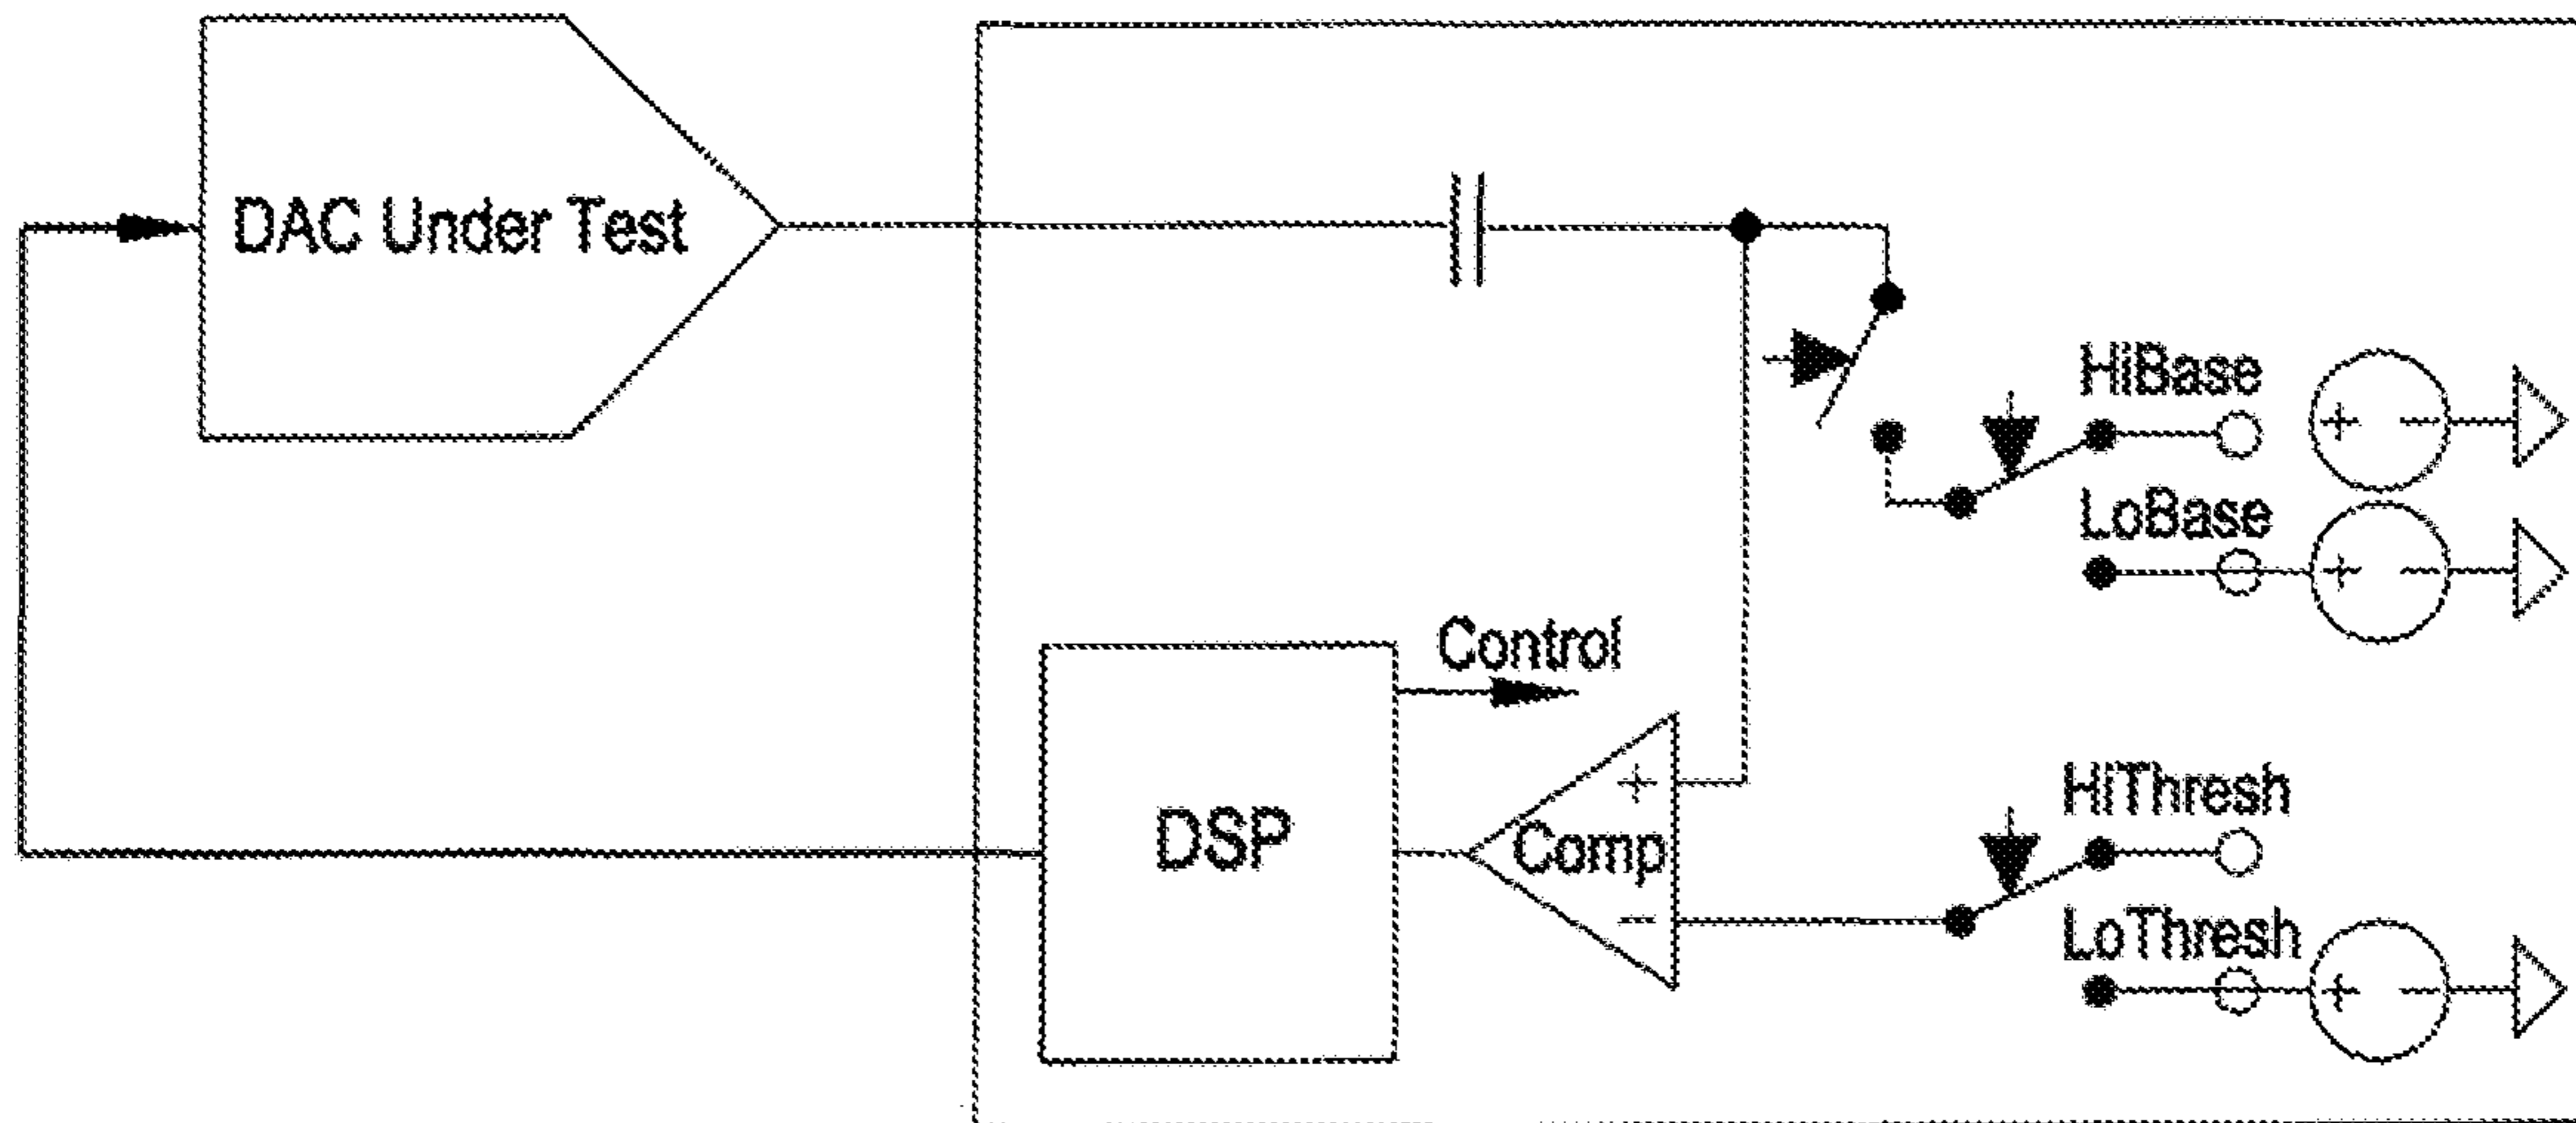 DAC Under Test
HiBase
+ −
LoBase
+ −
Control
DSP
Comp
+
−
HiThresh
LoThresh
+ −